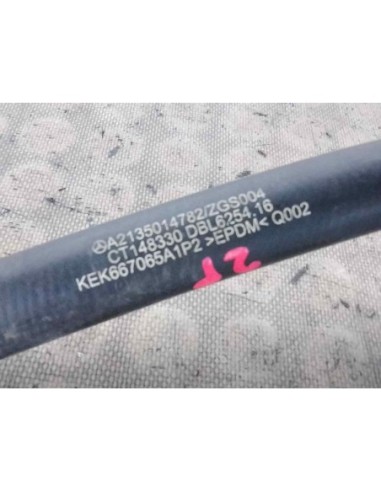 A2135014782/ZGS004
CT148330 DBL6254.16
KEK667065A1P2 >EPDM< Q002